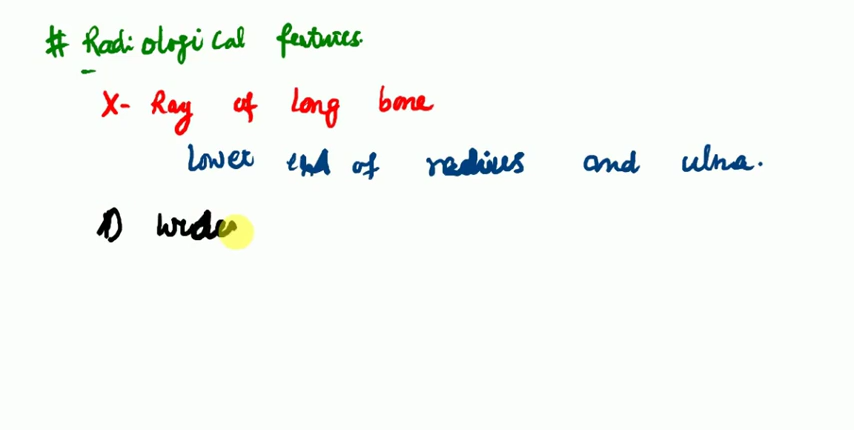 # Radiological features.
X- Ray of long bone
lower end of radius and ulna.
1) wide